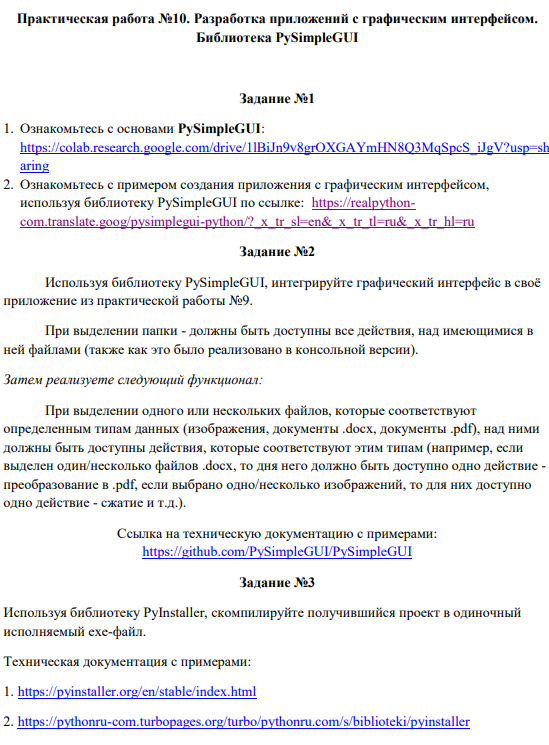 Практическая работа №10. Разработка приложений с графическим интерфейсом.
Библиотека PySimpleGUI
Задание №1
1. Ознакомьтесь с основами PySimpleGUI:
https://colab.research.google.com/drive/1lBiJn9v8grOXGAYmHN8Q3MqSpcS_iJgV?usp=sh
aring
2. Ознакомьтесь с примером создания приложения с графическим интерфейсом,
используя библиотеку PySimpleGUI по ссылке: https://realpython-
com.translate.goog/pysimplegui-python/?_x_tr_sl=en&_x_tr_tl=ru&_x_tr_hl=ru
Задание №2
Используя библиотеку PySimpleGUI, интегрируйте графический интерфейс в своё
приложение из практической работы №9.
При выделении папки - должны быть доступны все действия, над имеющимися в
ней файлами (также как это было реализовано в консольной версии).
Затем реализуете следующий функционал:
При выделении одного или нескольких файлов, которые соответствуют
определенным типам данных (изображения, документы .docx, документы .pdf), над ними
должны быть доступны действия, которые соответствуют этим типам (например, если
выделен один/несколько файлов .docx, то дня него должно быть доступно одно действие -
преобразование в .pdf, если выбрано одно/несколько изображений, то для них доступно
одно действие - сжатие и т.д.).
Ссылка на техническую документацию с примерами:
https://github.com/PySimpleGUI/PySimpleGUI
Задание №3
Используя библиотеку PyInstaller, скомпилируйте получившийся проект в одиночный
исполняемый exe-файл.
Техническая документация с примерами:
1. https://pyinstaller.org/en/stable/index.html
2. https://pythonru-com.turbopages.org/turbo/pythonru.com/s/biblioteki/pyinstaller